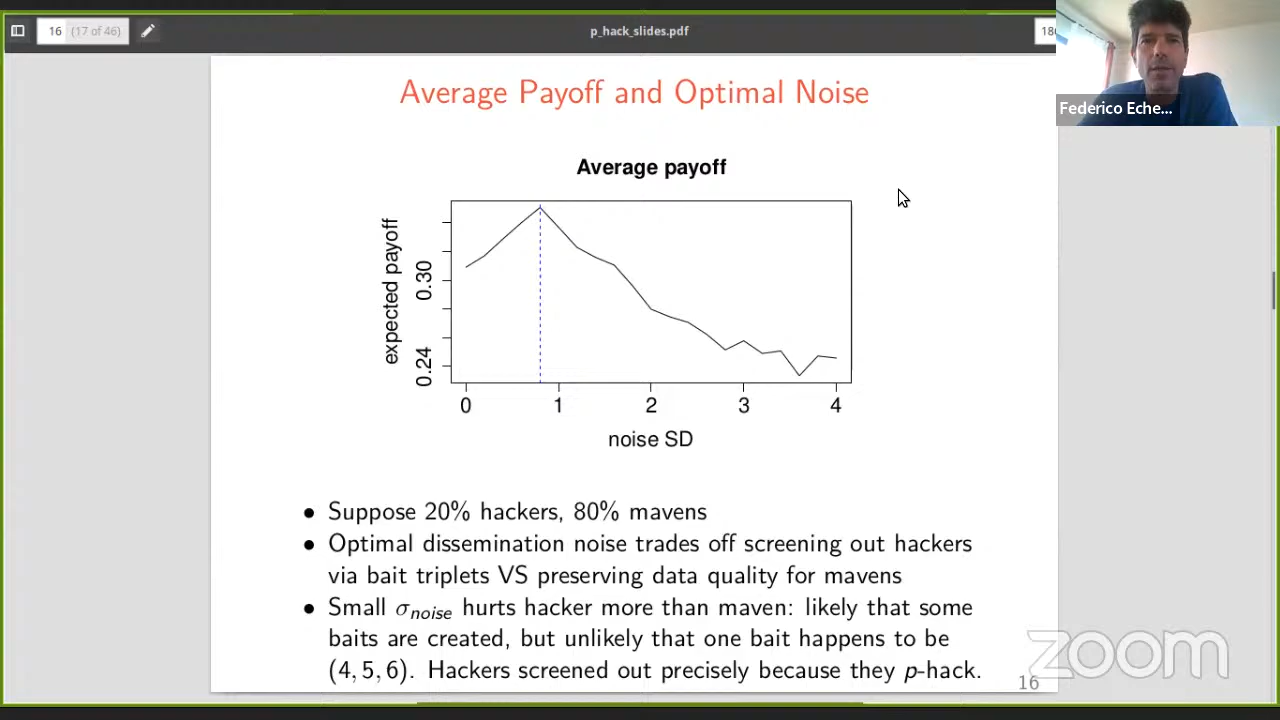 16 (17 of 46)
p_hack_slides.pdf
Federico Eche...
Average Payoff and Optimal Noise
Average payoff
expected payoff
0.30
0.24
0 1 2 3 4
noise SD
• Suppose 20% hackers, 80% mavens
• Optimal dissemination noise trades off screening out hackers
via bait triplets VS preserving data quality for mavens
• Small σnoise hurts hacker more than maven: likely that some
baits are created, but unlikely that one bait happens to be
(4, 5, 6). Hackers screened out precisely because they p-hack.
zoom
16